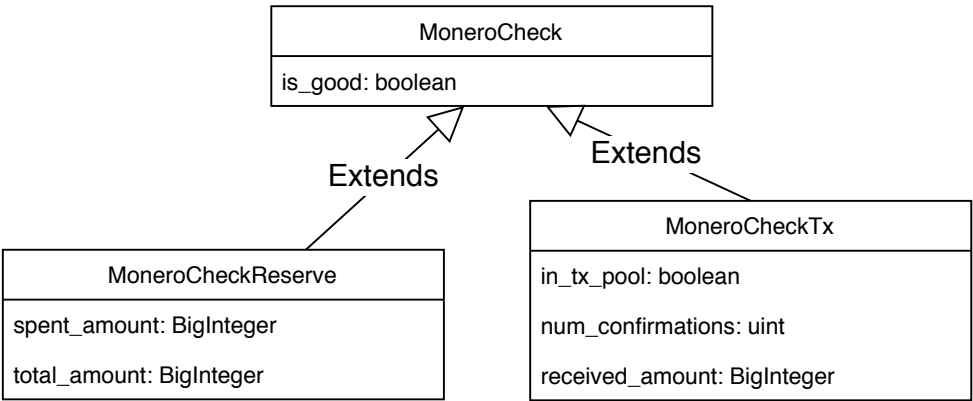 MoneroCheck
is_good: boolean
Extends
Extends
MoneroCheckReserve
spent_amount: BigInteger
total_amount: BigInteger
MoneroCheckTx
in_tx_pool: boolean
num_confirmations: uint
received_amount: BigInteger